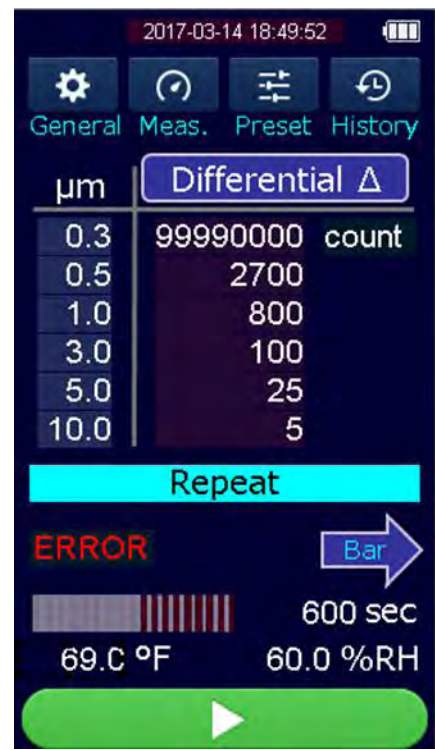 2017-03-14 18:49:52
General Meas. Preset History
µm Differential Δ
0.3 99990000 count
0.5 2700
1.0 800
3.0 100
5.0 25
10.0 5
Repeat
ERROR Bar
600 sec
69.0 ºF 60.0 %RH